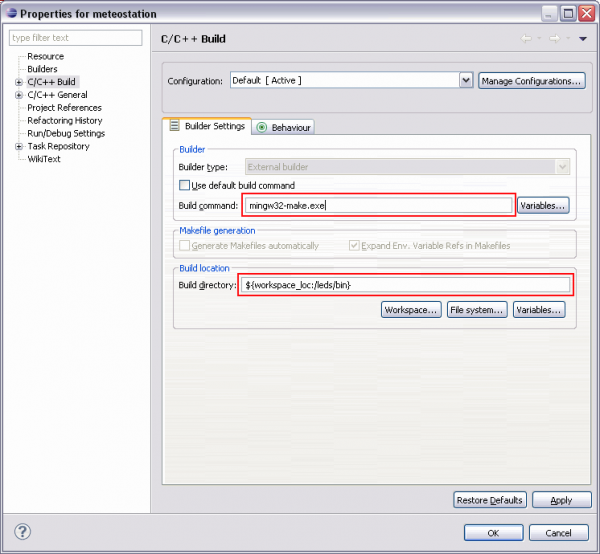 Properties for meteostation
type filter text
Resource
Builders
C/C++ Build
C/C++ General
Project References
Refactoring History
Run/Debug Settings
Task Repository
WikiText
C/C++ Build
Configuration: Default [ Active ] Manage Configurations...
Builder Settings Behaviour
Builder
Builder type: External builder
Use default build command
Build command: mingw32-make.exe Variables...
Makefile generation
Generate Makefiles automatically Expand Env. Variable Refs in Makefiles
Build location
Build directory: ${workspace_loc:/leds/bin}
Workspace... File system... Variables...
Restore Defaults Apply
OK Cancel